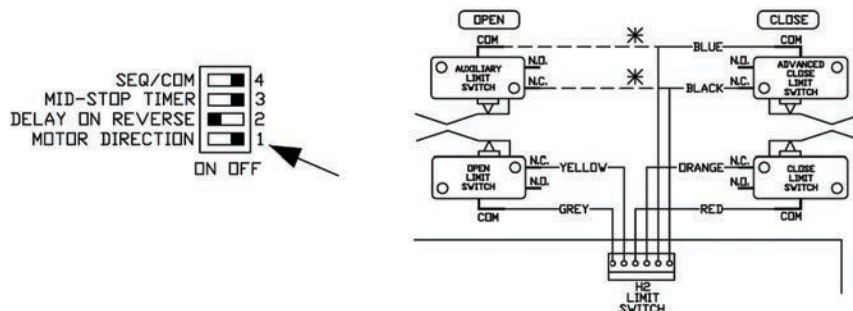 SEQ/COM 4
MID-STOP TIMER 3
DELAY ON REVERSE 2
MOTOR DIRECTION 1
ON OFF
OPEN
CLOSE
COM
COM
BLUE
AUXILIARY
LIMIT
SWITCH
N.O.
N.C.
BLACK
N.O.
N.C.
ADVANCED
CLOSE
LIMIT
SWITCH
OPEN
LIMIT
SWITCH
N.C.
N.O.
YELLOW
ORANGE
N.C.
N.O.
CLOSE
LIMIT
SWITCH
COM
GREY
RED
COM
H2
LIMIT
SWITCH